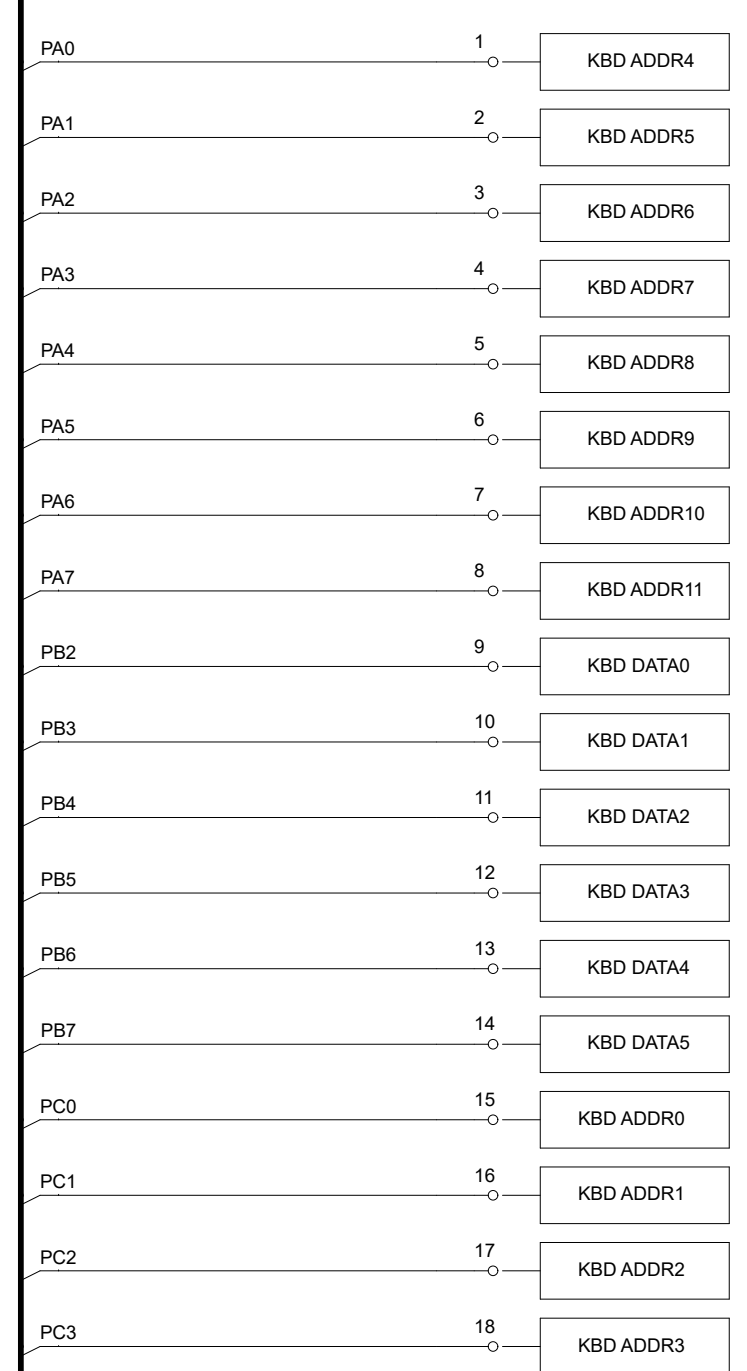 PA0 1 KBD ADDR4
PA1 2 KBD ADDR5
PA2 3 KBD ADDR6
PA3 4 KBD ADDR7
PA4 5 KBD ADDR8
PA5 6 KBD ADDR9
PA6 7 KBD ADDR10
PA7 8 KBD ADDR11
PB2 9 KBD DATA0
PB3 10 KBD DATA1
PB4 11 KBD DATA2
PB5 12 KBD DATA3
PB6 13 KBD DATA4
PB7 14 KBD DATA5
PC0 15 KBD ADDR0
PC1 16 KBD ADDR1
PC2 17 KBD ADDR2
PC3 18 KBD ADDR3